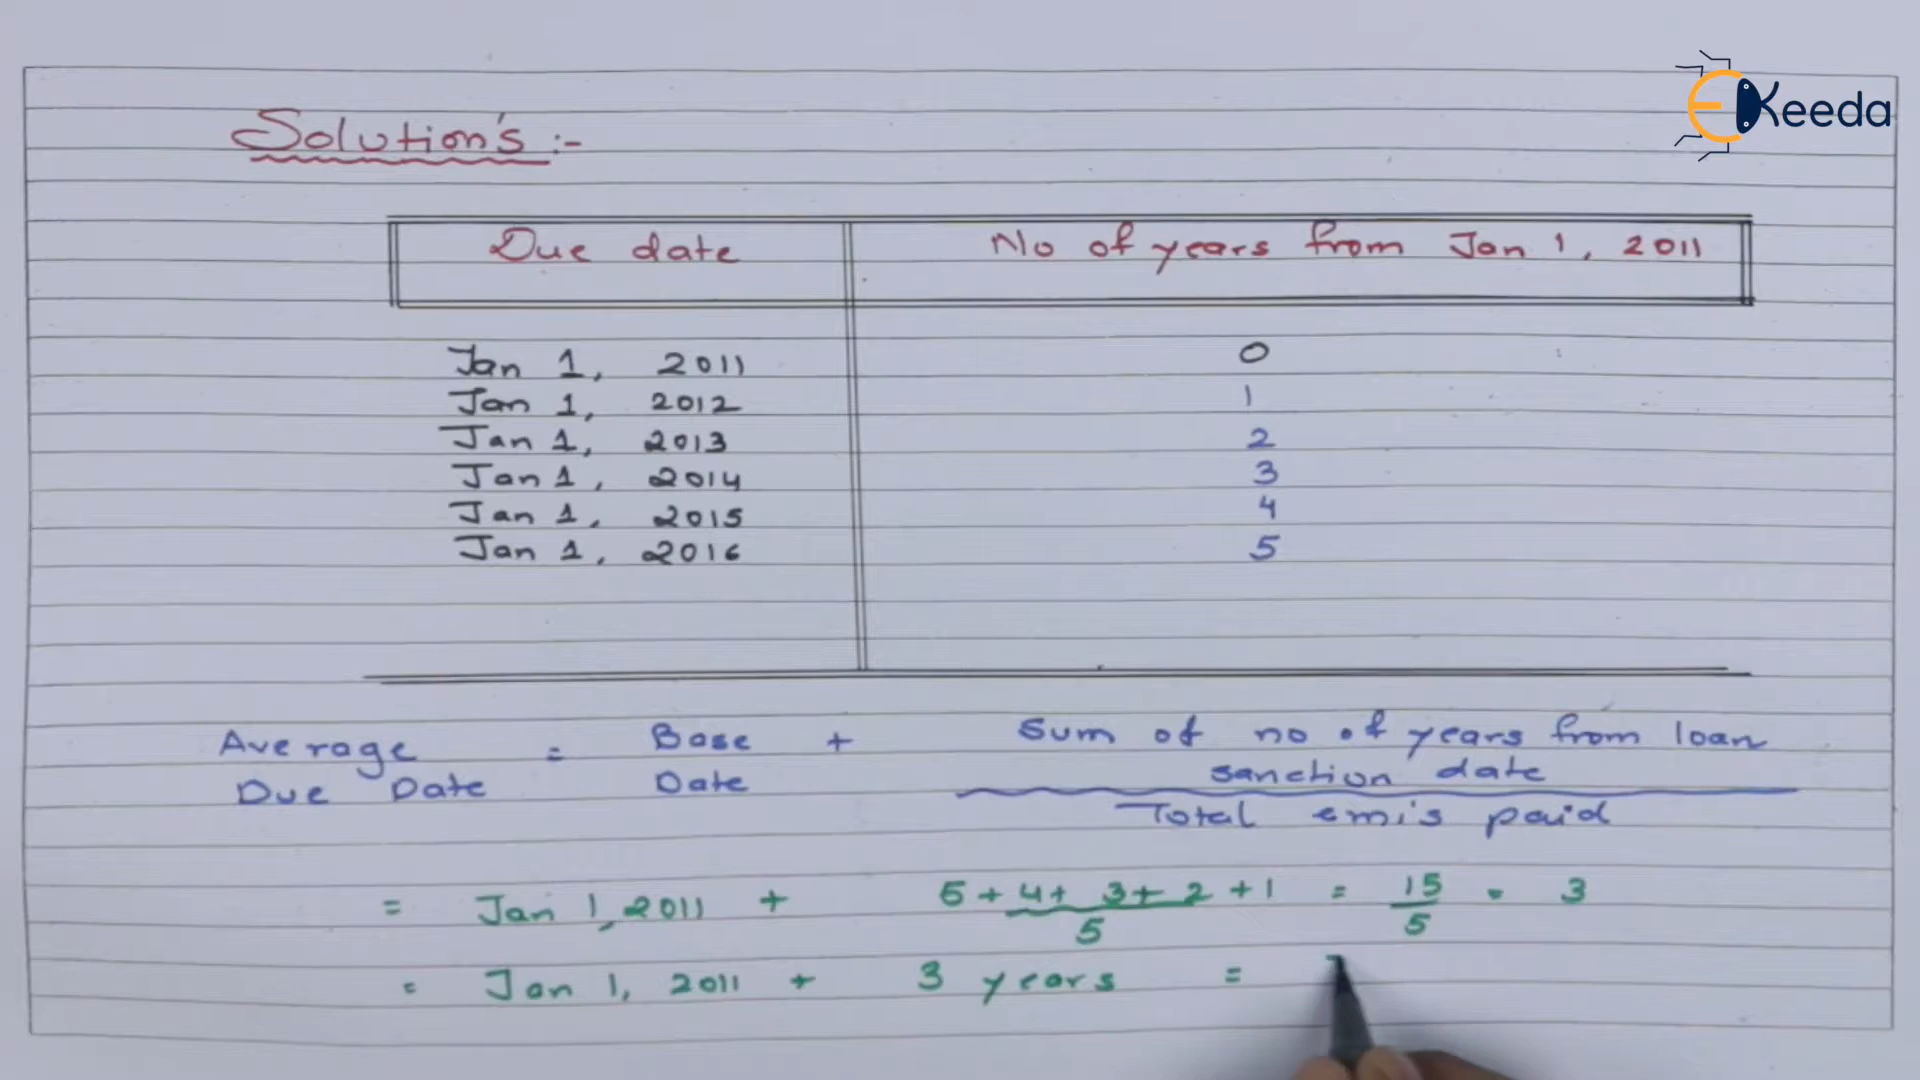 Keeda
Solution's :-
Due date No of years from Jan 1, 2011
Jan 1, 2011 0
Jan 1, 2012 1
Jan 1, 2013 2
Jan 1, 2014 3
Jan 1, 2015 4
Jan 1, 2016 5
Average = Base + Sum of no of years from loan
Due Date Date sanction date
Total emi's paid
= Jan 1, 2011 + 5 + 4 + 3 + 2 + 1 = 15 = 3
5 5
= Jan 1, 2011 + 3 years =